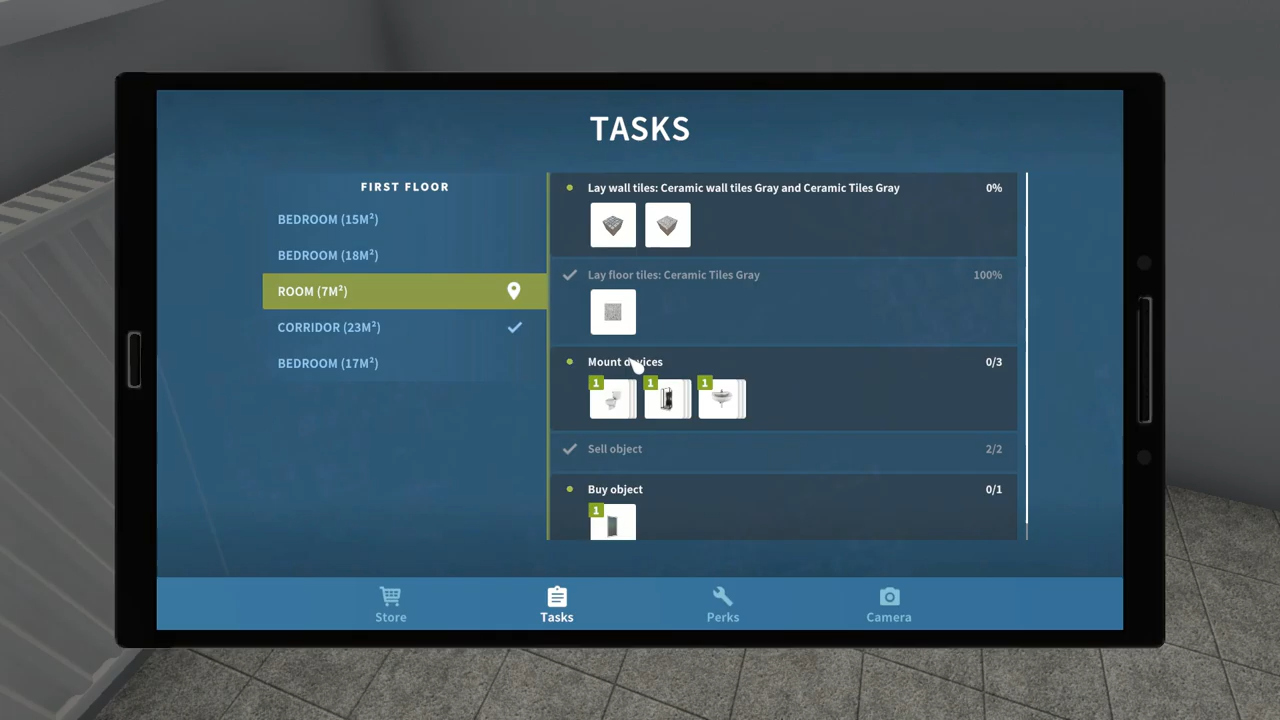 TASKS
FIRST FLOOR
BEDROOM (15M²)
BEDROOM (18M²)
ROOM (7M²)
CORRIDOR (23M²)
BEDROOM (17M²)
Lay wall tiles: Ceramic wall tiles Gray and Ceramic Tiles Gray 0%
Lay floor tiles: Ceramic Tiles Gray 100%
Mount devices 0/3
1 1 1
Sell object 2/2
Buy object 0/1
1
Store Tasks Perks Camera